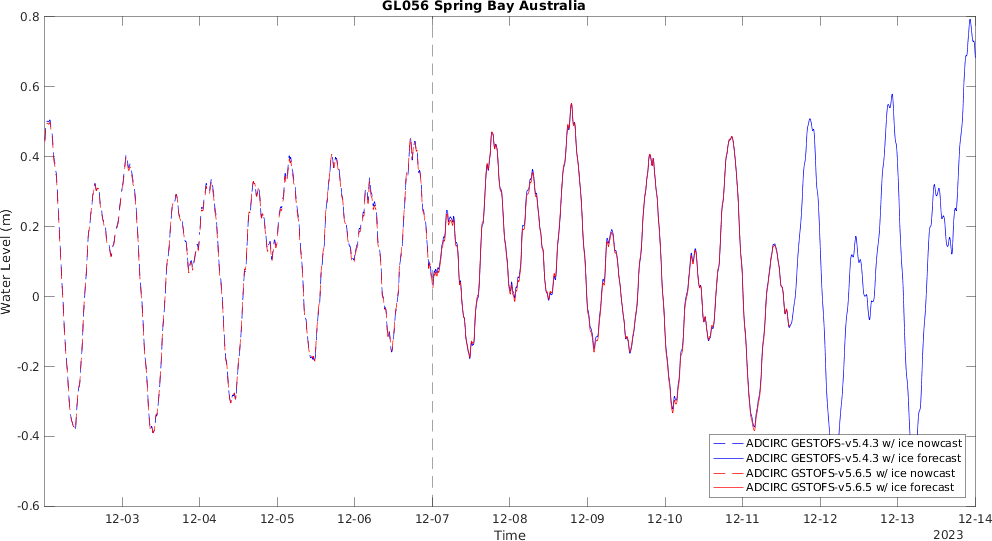 GL056 Spring Bay Australia
Water Level (m)
0.8
0.6
0.4
0.2
0
-0.2
-0.4
-0.6
ADCIRC GESTOFS-v5.4.3 w/ ice nowcast
ADCIRC GESTOFS-v5.4.3 w/ ice forecast
ADCIRC GSTOFS-v5.6.5 w/ ice nowcast
ADCIRC GSTOFS-v5.6.5 w/ ice forecast
12-03 12-04 12-05 12-06 12-07 12-08 12-09 12-10 12-11 12-12 12-13 12-14
Time
2023